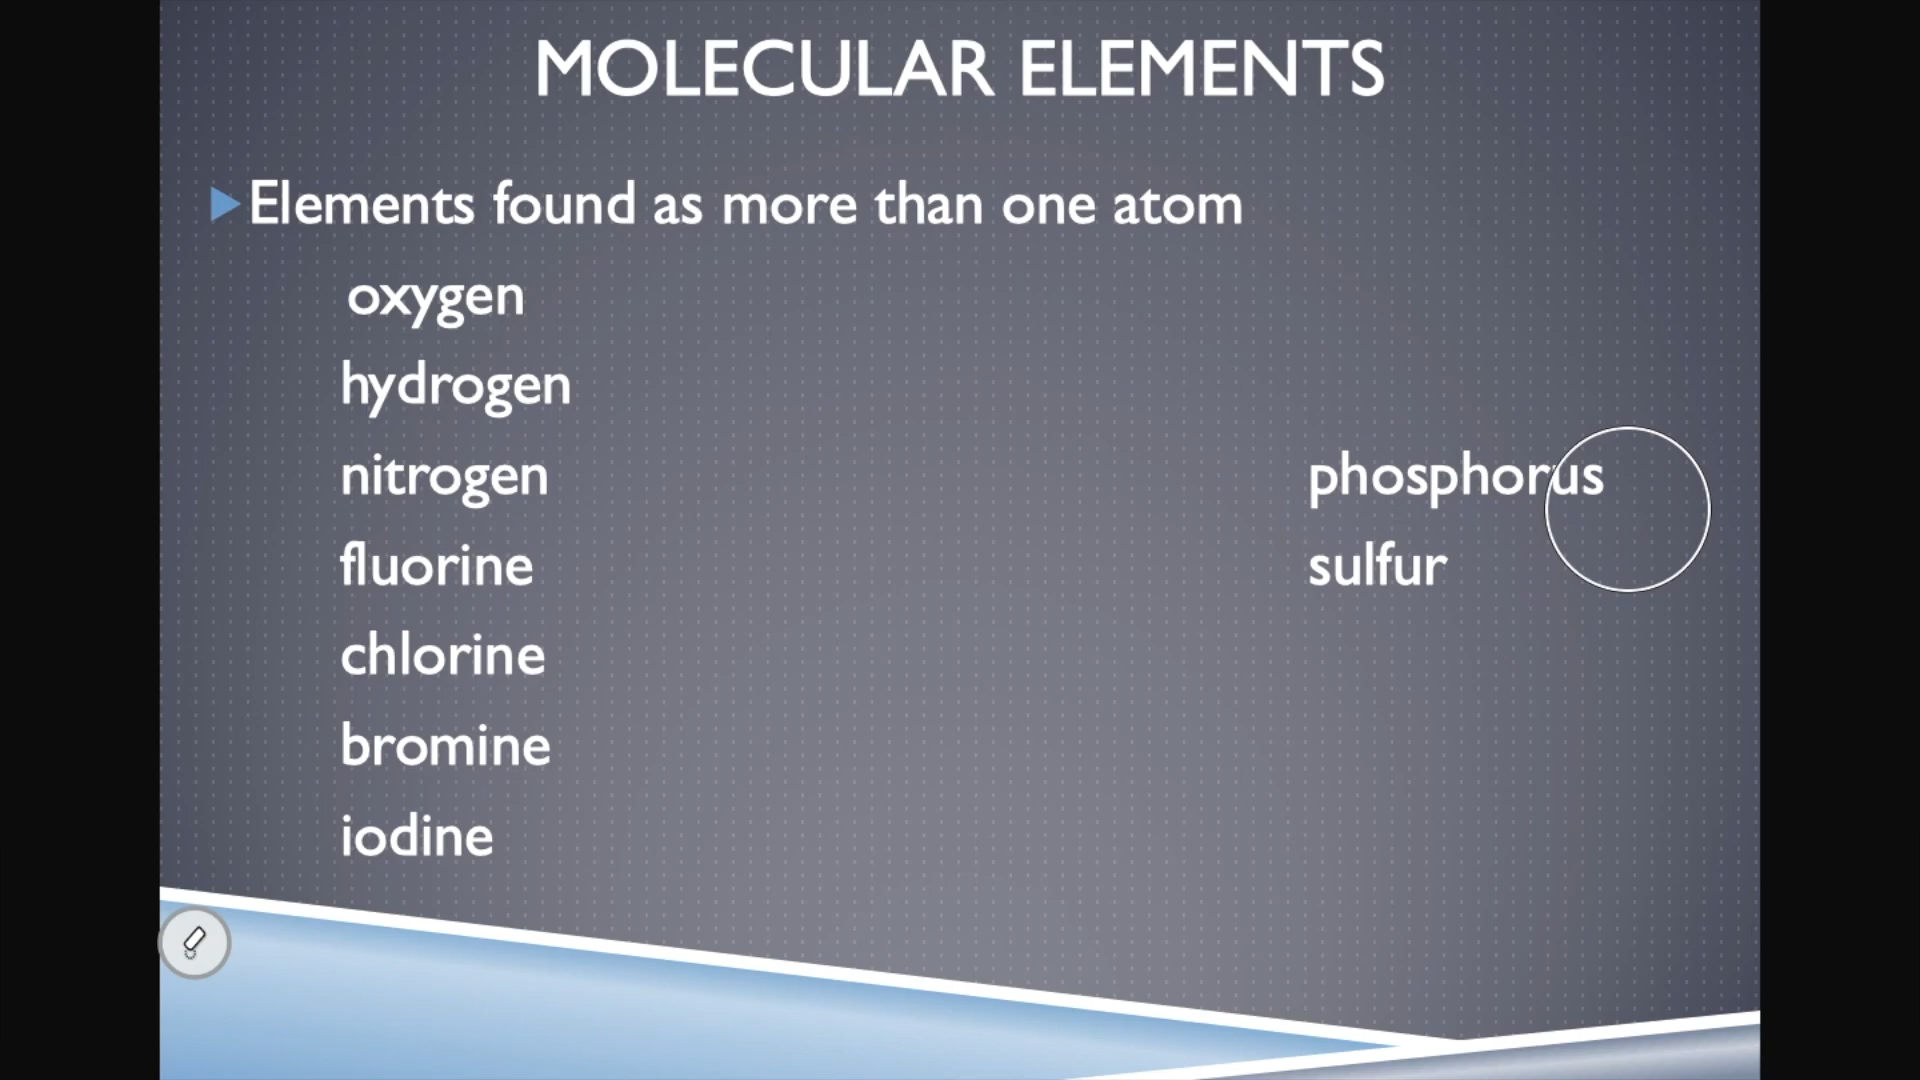 MOLECULAR ELEMENTS
Elements found as more than one atom
oxygen
hydrogen
nitrogen
fluorine
chlorine
bromine
iodine
phosphorus
sulfur